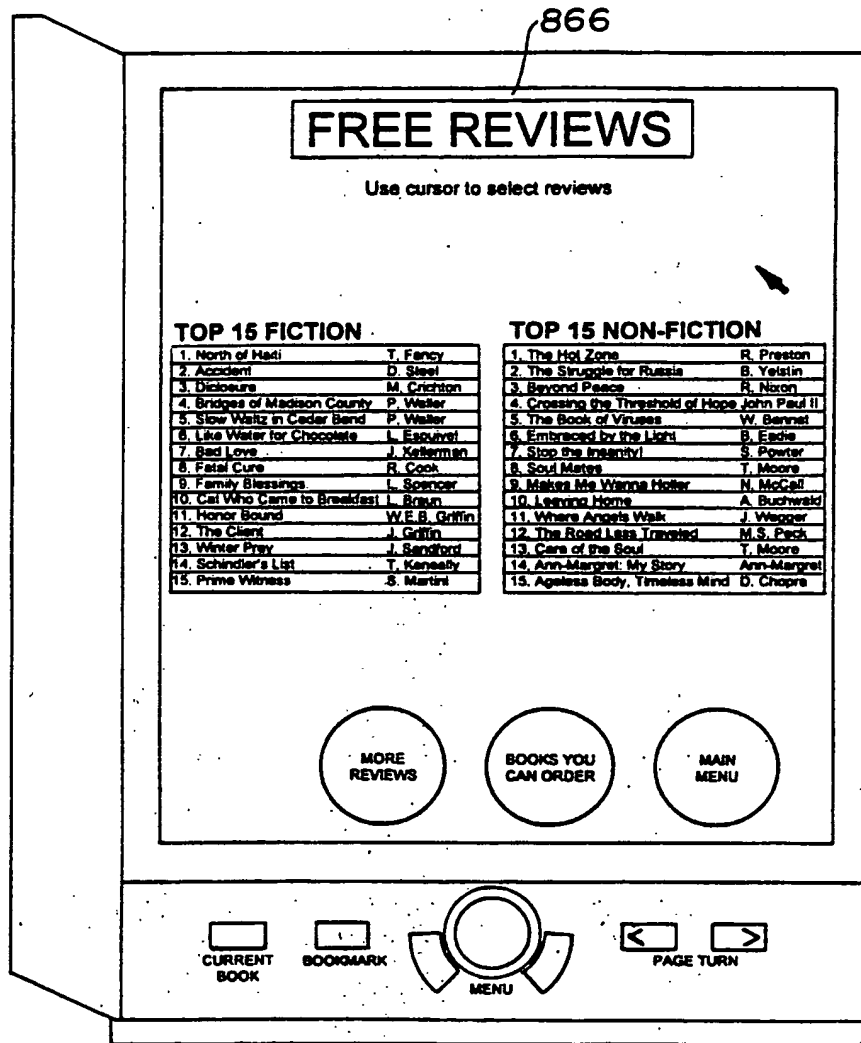 866
FREE REVIEWS
Use cursor to select reviews
TOP 15 FICTION
1. North of Haiti T. Fancy
2. Accident D. Steel
3. Diclosure M. Crichton
4. Bridges of Madison County P. Waller
5. Slow Waltz in Cedar Bend P. Waller
6. Like Water for Chocolate L. Esquivel
7. Bad Love J. Kellerman
8. Fatal Cure R. Cook
9. Family Blessings L. Spencer
10. Cat Who Came to Breakfast L. Braun
11. Honor Bound W.E.B. Griffin
12. The Client J. Griffin
13. Winter Prey J. Sandford
14. Schindler's List T. Keneally
15. Prime Witness S. Martini
TOP 15 NON-FICTION
1. The Hot Zone R. Preston
2. The Struggle for Russia B. Yelstin
3. Beyond Peace R. Nixon
4. Crossing the Threshold of Hope John Paul II
5. The Book of Viruses W. Bennet
6. Embraced by the Light B. Eadie
7. Stop the Insanity! S. Powter
8. Soul Mates T. Moore
9. Makes Me Wanna Holler N. McCall
10. Leaving Home A. Buchwald
11. Where Angels Walk J. Wagger
12. The Road Less Traveled M.S. Peck
13. Care of the Soul T. Moore
14. Ann-Margret: My Story Ann-Margret
15. Ageless Body, Timeless Mind D. Chopra
MORE
REVIEWS
BOOKS YOU
CAN ORDER
MAIN
MENU
CURRENT
BOOK
BOOKMARK
MENU
< >
PAGE TURN